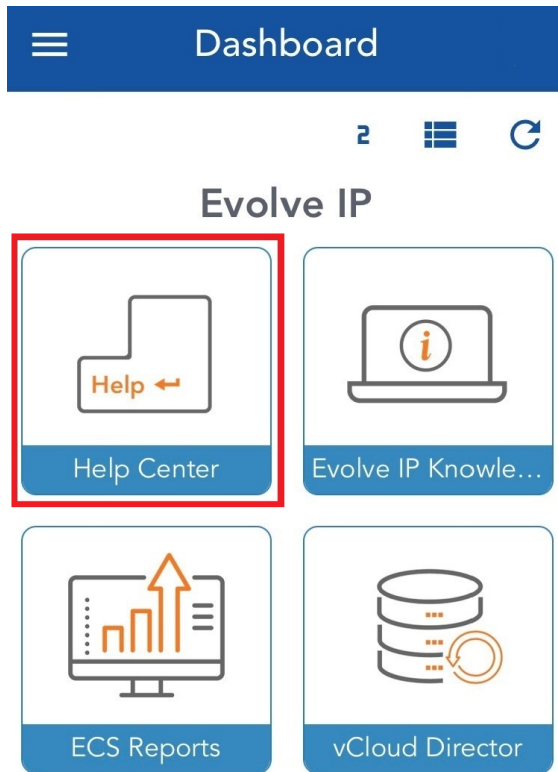 Dashboard
2
Evolve IP
Help
i
Help Center
Evolve IP Knowle...
ECS Reports
vCloud Director